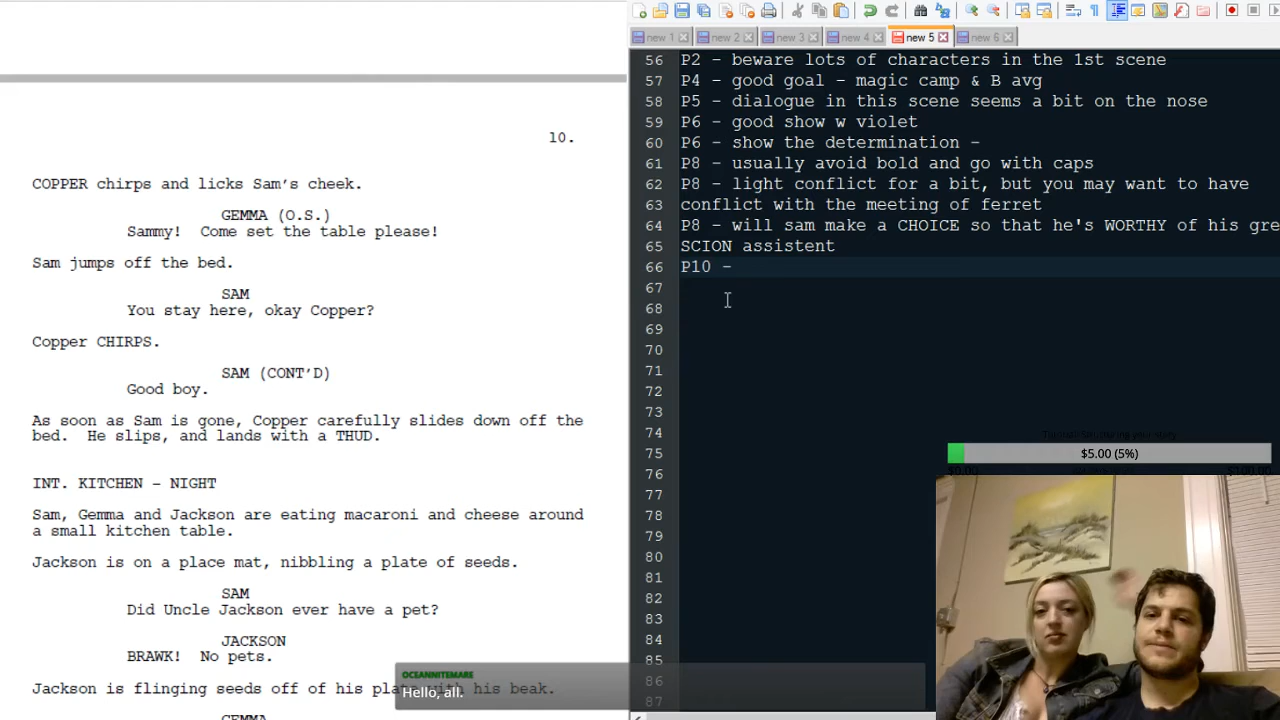 new 1
new 2
new 3
new 4
new 5
new 6
10.
COPPER chirps and licks Sam's cheek.
GEMMA (O.S.)
Sammy! Come set the table please!
Sam jumps off the bed.
SAM
You stay here, okay Copper?
Copper CHIRPS.
SAM (CONT'D)
Good boy.
As soon as Sam is gone, Copper carefully slides down off the
bed. He slips, and lands with a THUD.
INT. KITCHEN - NIGHT
Sam, Gemma and Jackson are eating macaroni and cheese around
a small kitchen table.
Jackson is on a place mat, nibbling a plate of seeds.
SAM
Did Uncle Jackson ever have a pet?
JACKSON
BRAWK! No pets.
Jackson is flinging seeds off of his plate with his beak.
GEMMA
56 P2 - beware lots of characters in the 1st scene
57 P4 - good goal - magic camp & B avg
58 P5 - dialogue in this scene seems a bit on the nose
59 P6 - good show w violet
60 P6 - show the determination -
61 P8 - usually avoid bold and go with caps
62 P8 - light conflict for a bit, but you may want to have
63 conflict with the meeting of ferret
64 P8 - will sam make a CHOICE so that he's WORTHY of his gre
65 SCION assistent
66 P10 -
67
68
69
70
71
72
73
74
75
76
77
78
79
80
81
82
83
84
85
86
87
$5.00 (5%)
$0.00
$100.00
OCEANNITEMARE
Hello, all.